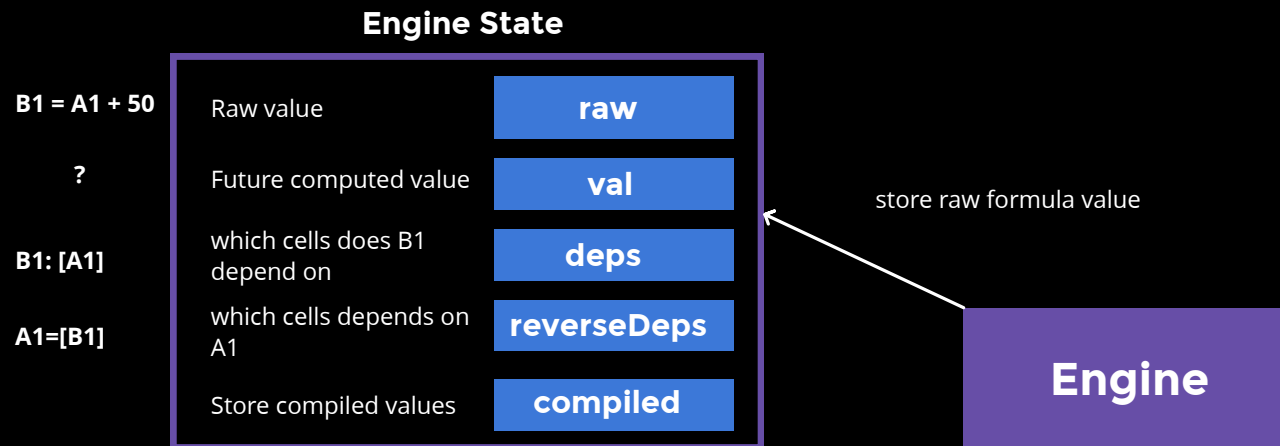 Engine State
B1 = A1 + 50
Raw value
raw
?
Future computed value
val
store raw formula value
B1: [A1]
which cells does B1
depend on
deps
A1=[B1]
which cells depends on
A1
reverseDeps
Store compiled values
compiled
Engine